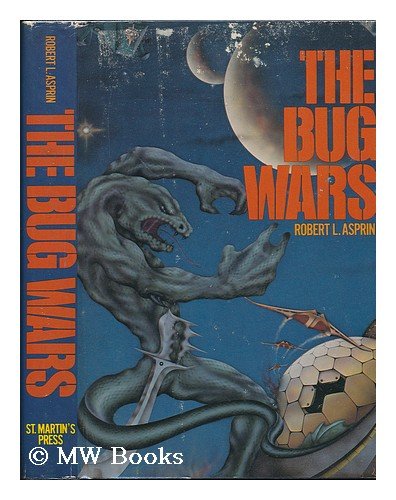 ROBERT L. ASPRIN
THE BUG WARS
ST. MARTIN'S
PRESS
THE
BUG
WARS
ROBERT L. ASPRIN
© MW Books